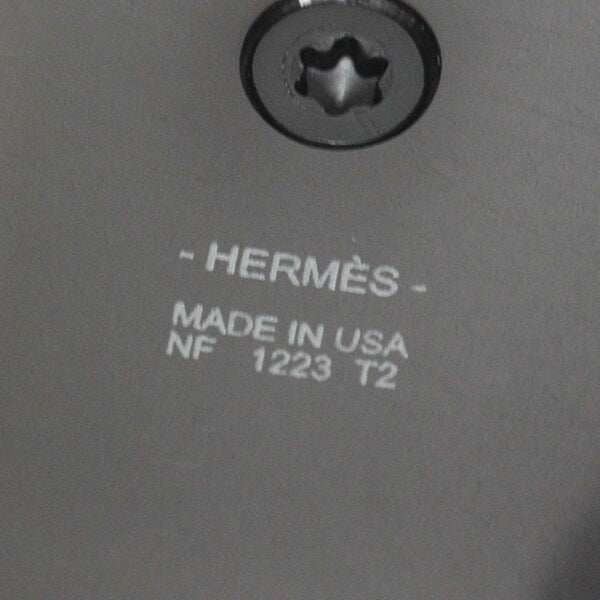 - HERMÈS -
MADE IN USA
NF 1223 T2